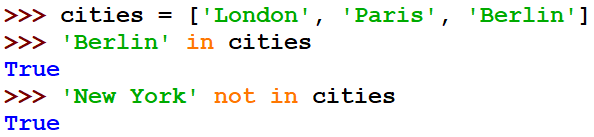 >>> cities = ['London', 'Paris', 'Berlin']
>>> 'Berlin' in cities
True
>>> 'New York' not in cities
True